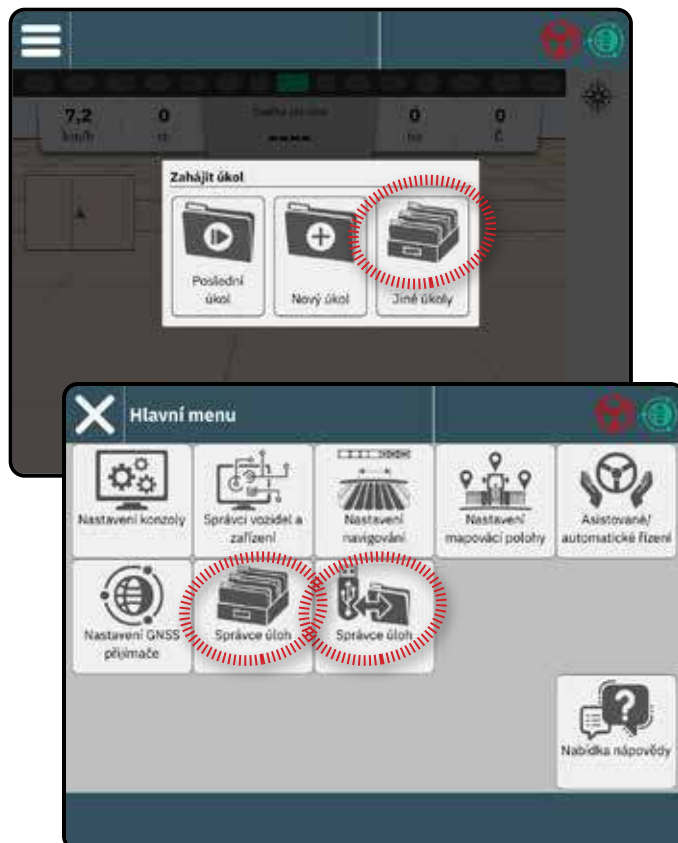 7,2
0
0
0
km/h
Zahájit úkol
Poslední
úkol
Nový úkol
Jiné úkoly
Hlavní menu
Nastavení konzoly
Správci vozidel a
zařízení
Nastavení
navigování
Nastavení
mapovácí polohy
Asistované/
automatické řízení
Nastavení GNSS
přijímače
Správce úloh
Správce úloh
Nabídka nápovědy